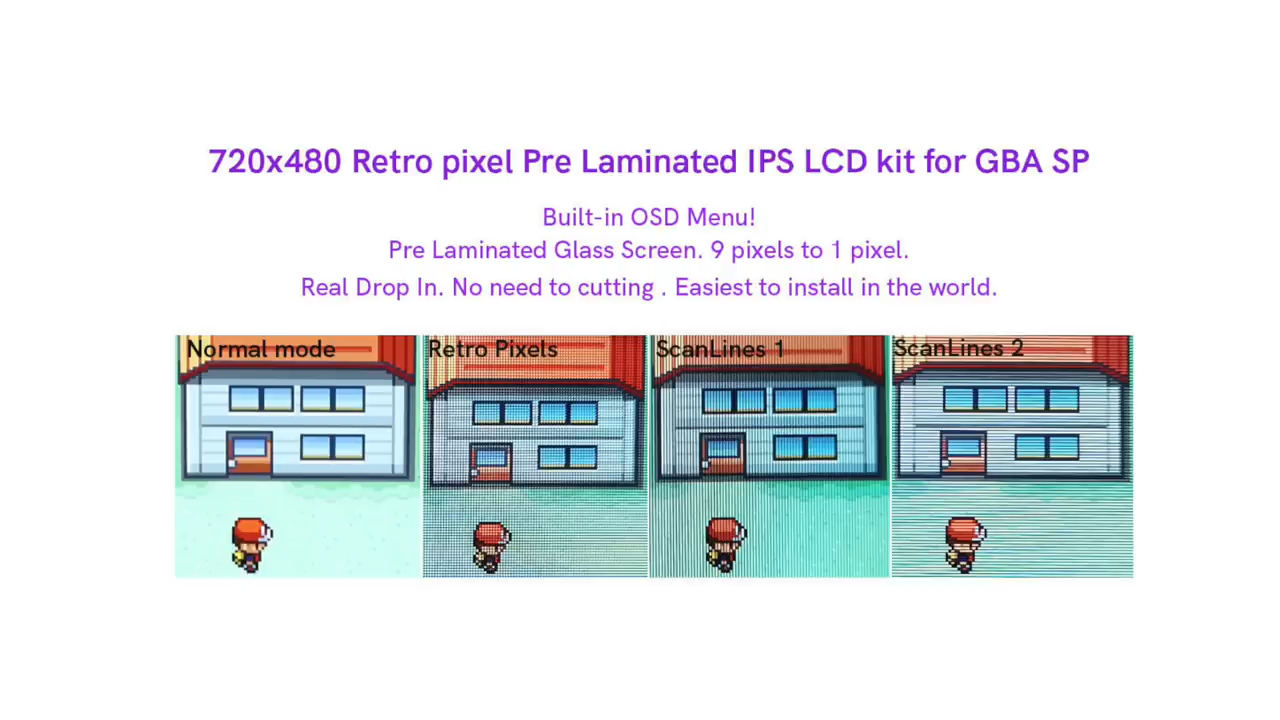 720x480 Retro pixel Pre Laminated IPS LCD kit for GBA SP
Built-in OSD Menu!
Pre Laminated Glass Screen. 9 pixels to 1 pixel.
Real Drop In. No need to cutting . Easiest to install in the world.
Normal mode
Retro Pixels
ScanLines 1
ScanLines 2